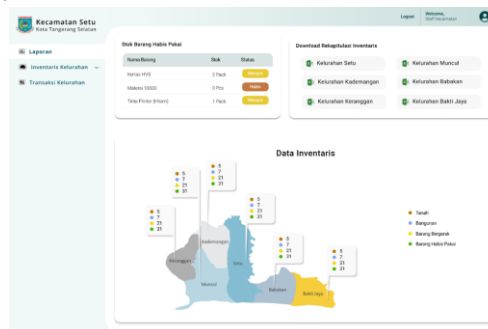 Kecamatan Setu
Kota Tangerang Selatan
Logout
Welcome,
Staff Kecamatan
Laporan
Inventaris Kelurahan
Transaksi Kelurahan
Stok Barang Habis Pakai
Nama Barang Stok Status
Kertas HVS 2 Pack Menipis
Materai 10000 0 Pcs Habis
Tinta Printer (Hitam) 1 Pack Menipis
Download Rekapitulasi Inventaris
Kelurahan Setu
Kelurahan Muncul
Kelurahan Kademangan
Kelurahan Babakan
Kelurahan Keranggan
Kelurahan Bakti Jaya
Data Inventaris
5
7
21
31
5
7
21
31
5
7
21
31
5
7
21
31
5
7
21
31
5
7
21
31
Kademangan
Keranggan
Setu
Muncul
Babakan
Bakti Jaya
Tanah
Bangunan
Barang Bergerak
Barang Habis Pakai